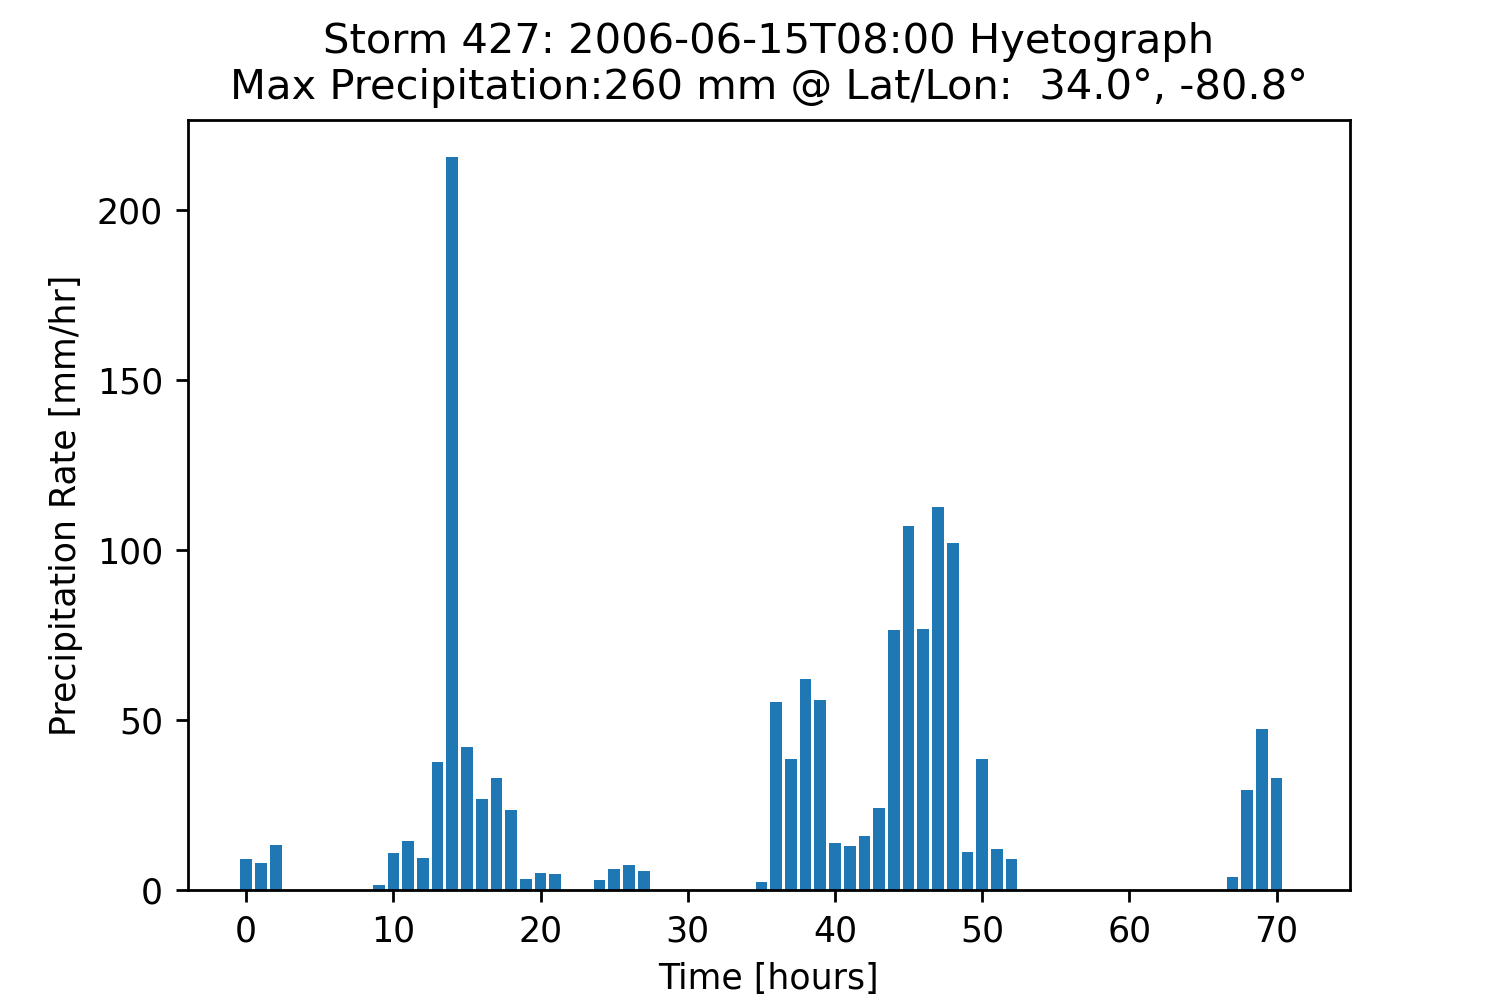 Storm 427: 2006-06-15T08:00 Hyetograph
Max Precipitation:260 mm @ Lat/Lon:  34.0°, -80.8°
Precipitation Rate [mm/hr]
200
150
100
50
0
0 10 20 30 40 50 60 70
Time [hours]